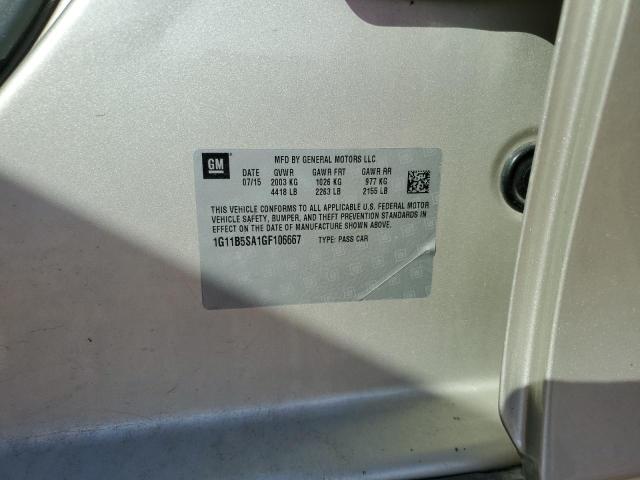 GM
MFD BY GENERAL MOTORS LLC
DATE GVWR GAWR FRT GAWR RR
07/15 2003 KG 1026 KG 977 KG
4418 LB 2263 LB 2155 LB
THIS VEHICLE CONFORMS TO ALL APPLICABLE U.S. FEDERAL MOTOR
VEHICLE SAFETY, BUMPER, AND THEFT PREVENTION STANDARDS IN
EFFECT ON THE DATE OF MANUFACTURE SHOWN ABOVE.
1G11B5SA1GF106667 TYPE: PASS CAR